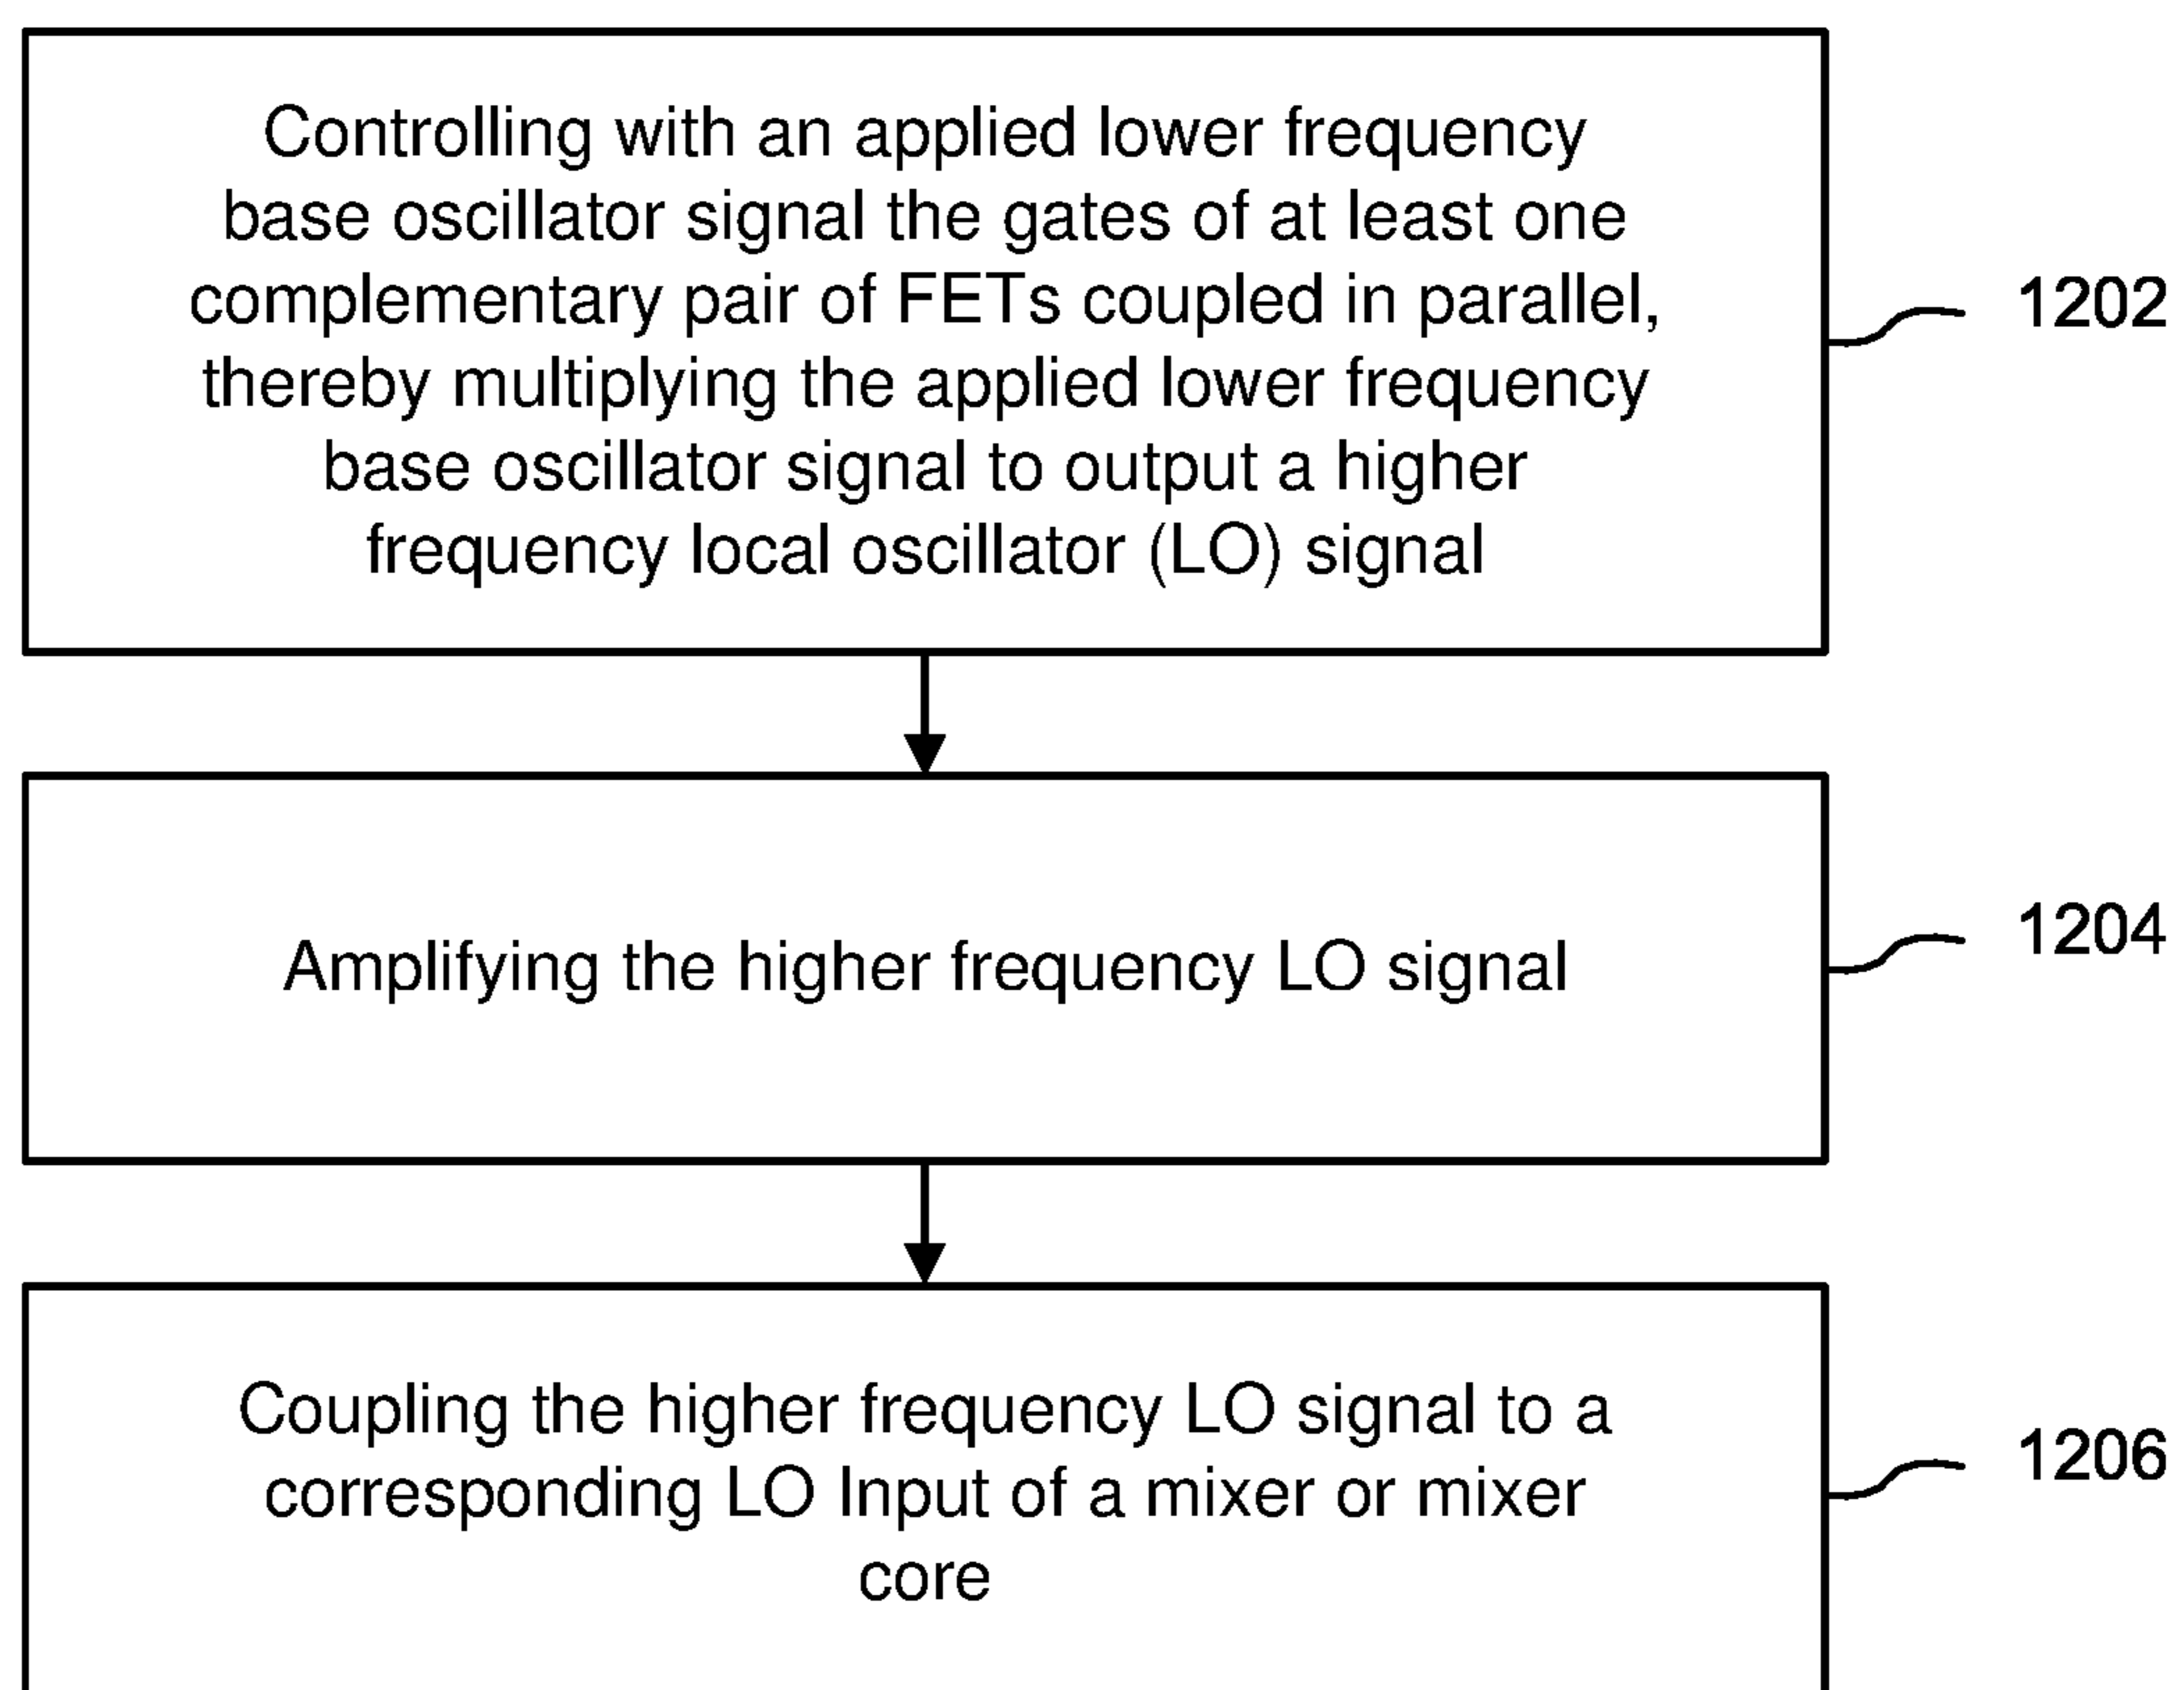 Controlling with an applied lower frequency
base oscillator signal the gates of at least one
complementary pair of FETs coupled in parallel,
thereby multiplying the applied lower frequency
base oscillator signal to output a higher
frequency local oscillator (LO) signal
1202
Amplifying the higher frequency LO signal
1204
Coupling the higher frequency LO signal to a
corresponding LO Input of a mixer or mixer
core
1206